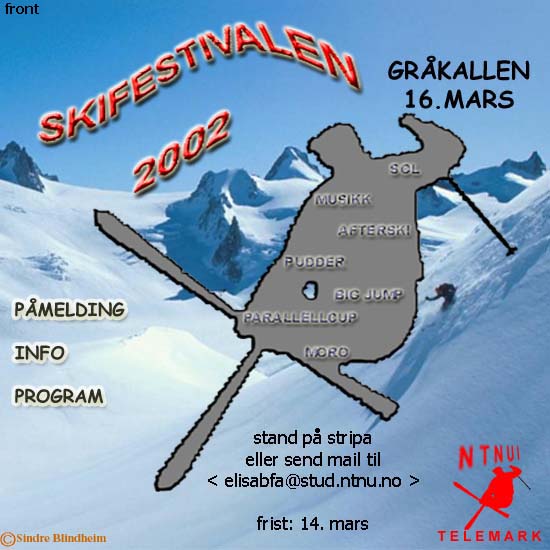 front
SKIFESTIVALEN
2002
GRÅKALLEN
16.MARS
SOL
MUSIKK
AFTERSKI
PUDDER
BIG JUMP
PARALLELLCUP
MORO
PÅMELDING
INFO
PROGRAM
stand på stripa
eller send mail til
< elisabfa@stud.ntnu.no >
frist: 14. mars
NTNUI
TELEMARK
© Sindre Blindheim